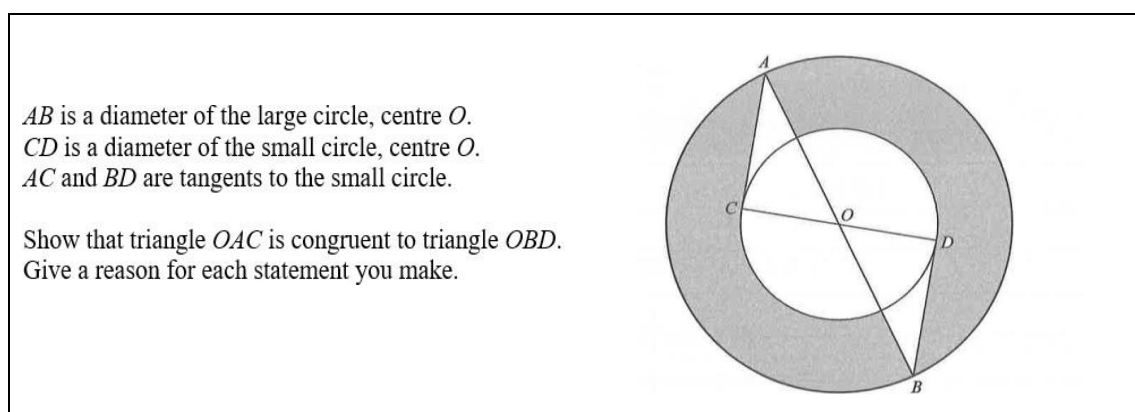 AB is a diameter of the large circle, centre O.
CD is a diameter of the small circle, centre O.
AC and BD are tangents to the small circle.
Show that triangle OAC is congruent to triangle OBD.
Give a reason for each statement you make.
A
C
O
D
B